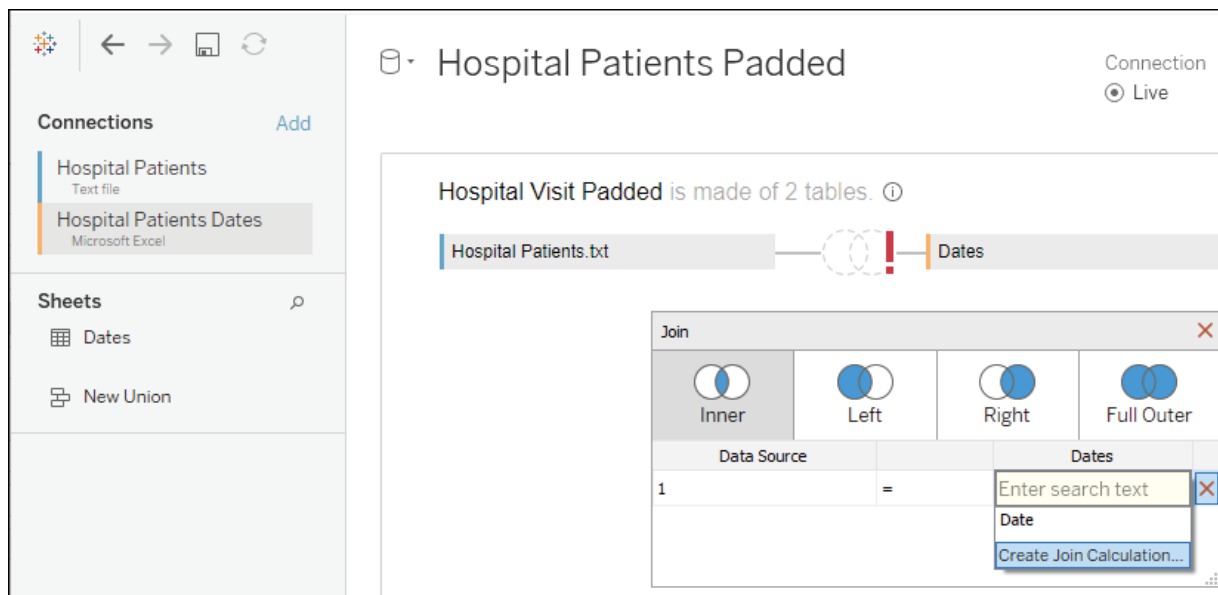 Hospital Patients Padded
Connection
Live
Connections
Add
Hospital Patients
Text file
Hospital Patients Dates
Microsoft Excel
Hospital Visit Padded is made of 2 tables.
Hospital Patients.txt
Dates
Sheets
Dates
New Union
Join
Inner Left Right Full Outer
Data Source Dates
1 = Enter search text
Date
Create Join Calculation...